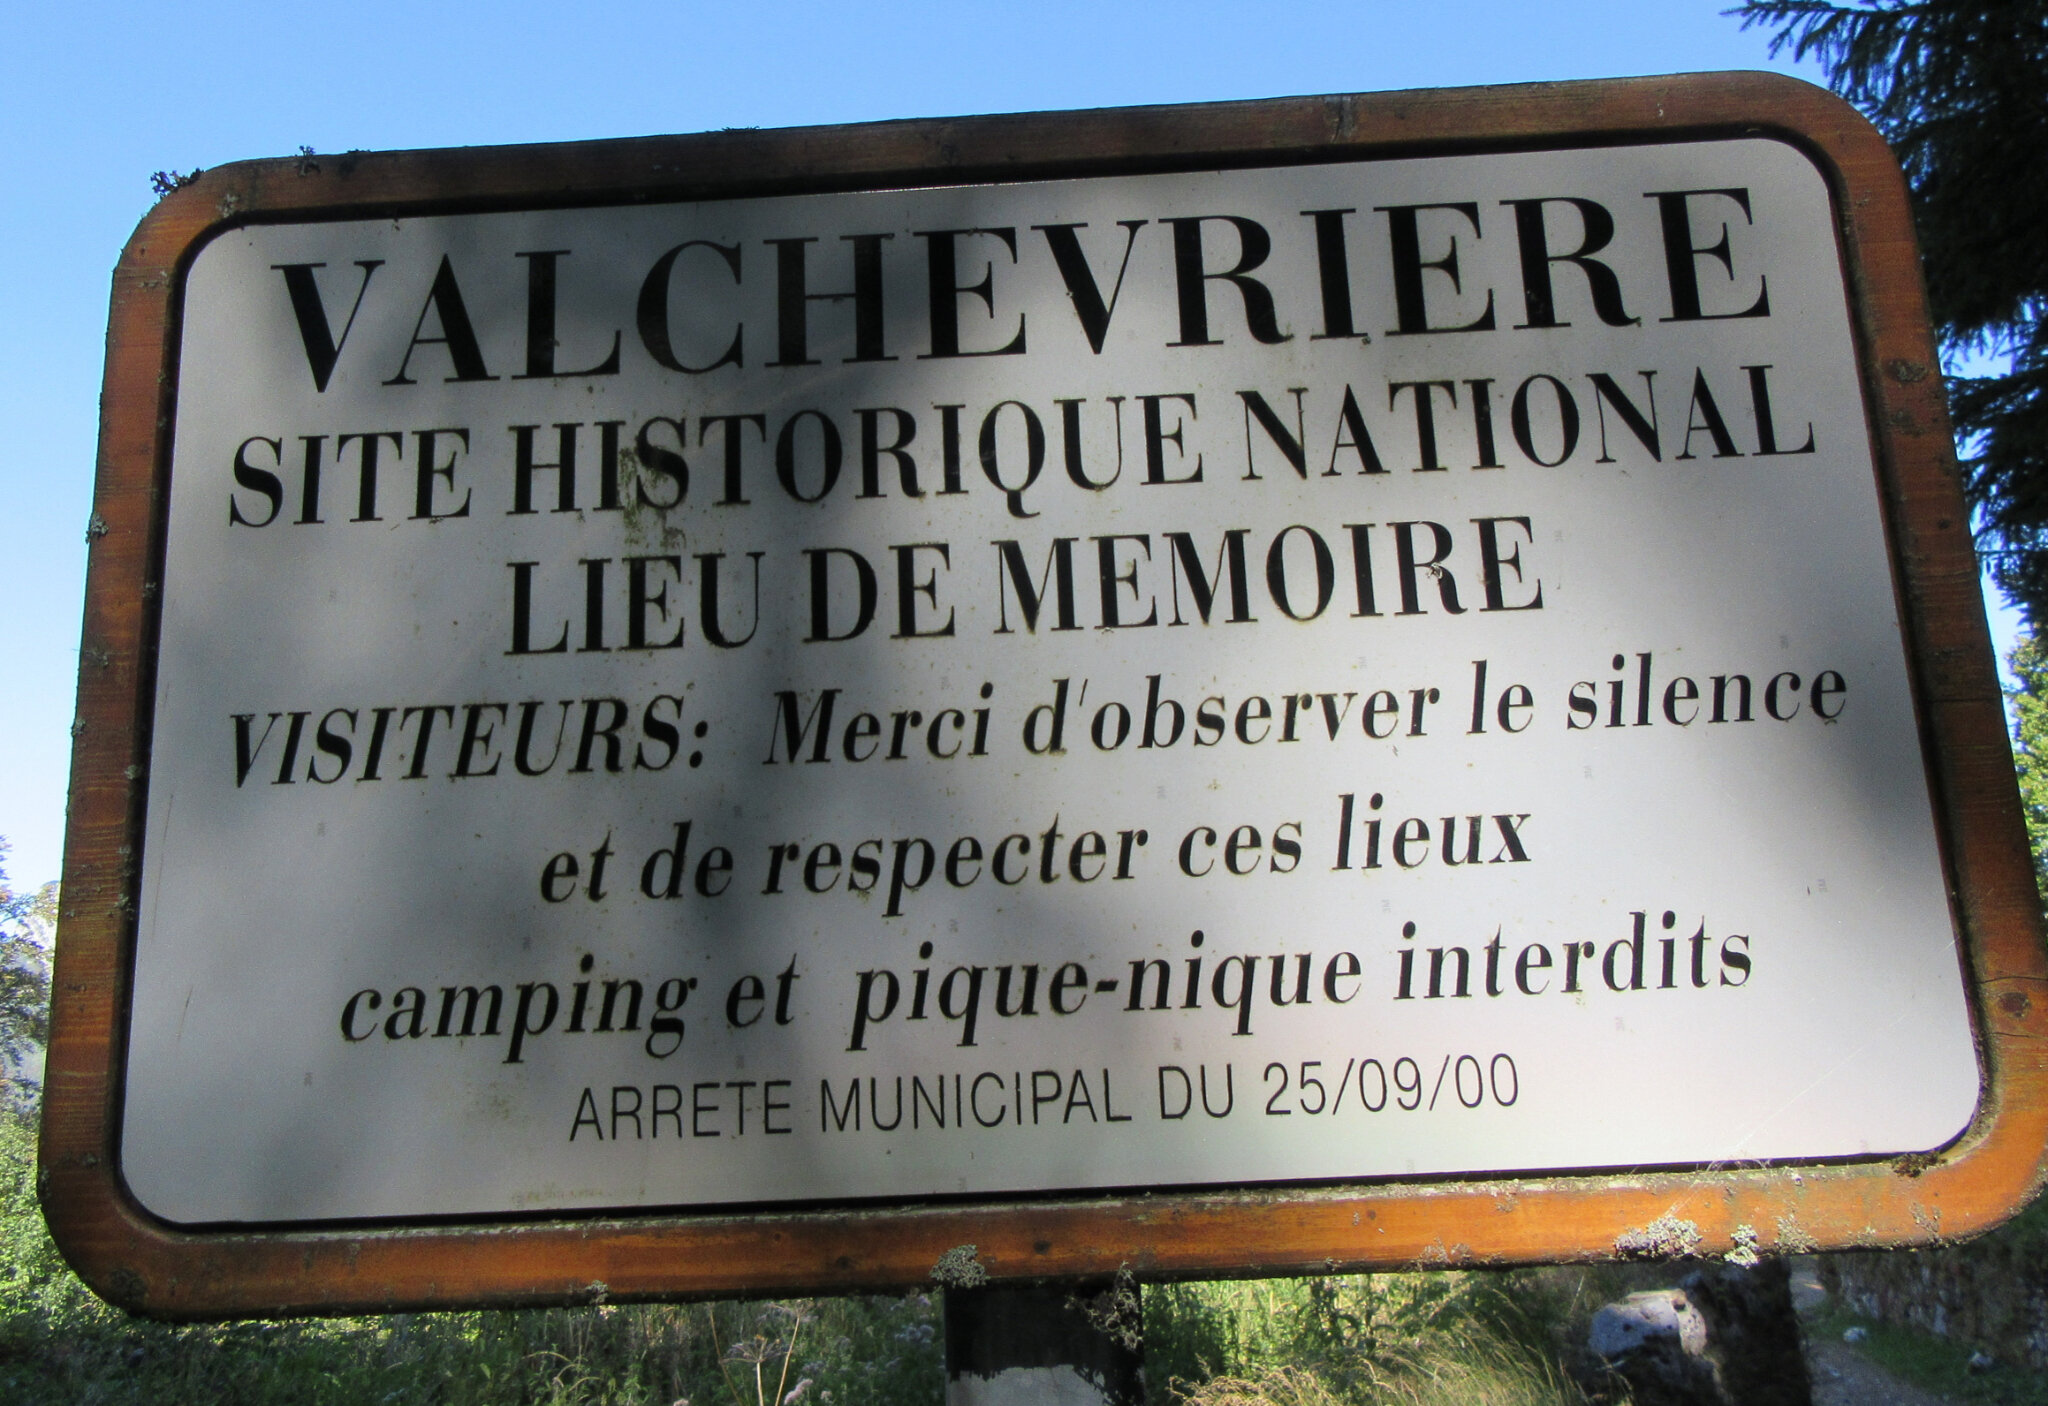 VALCHEVRIERE
SITE HISTORIQUE NATIONAL
LIEU DE MEMOIRE
VISITEURS: Merci d'observer le silence
et de respecter ces lieux
camping et pique-nique interdits
ARRETE MUNICIPAL DU 25/09/00